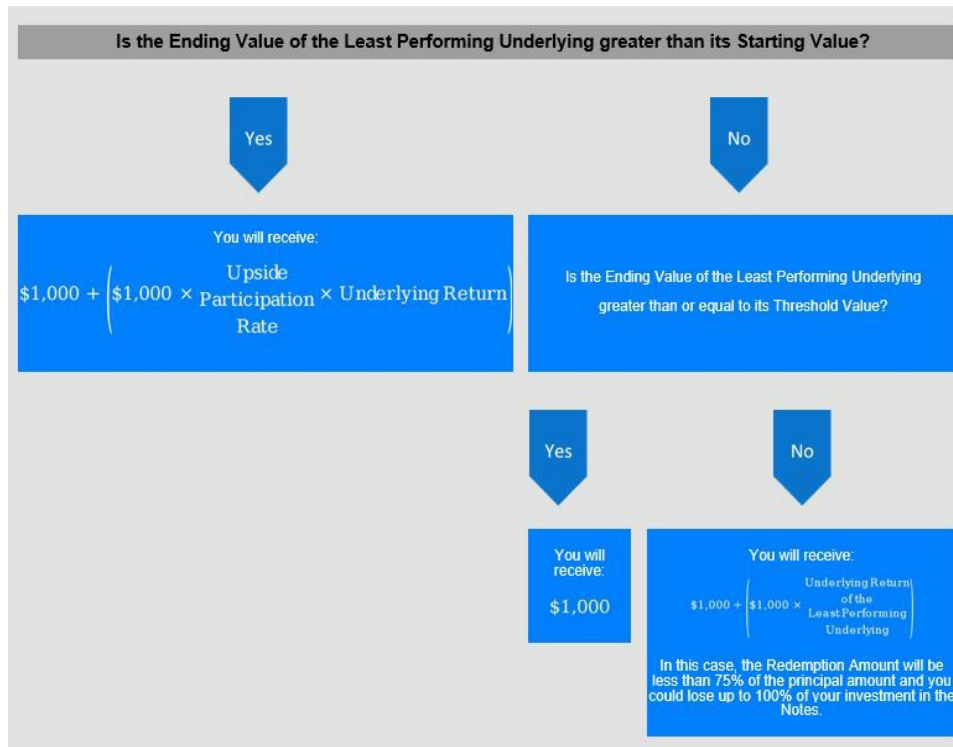 Is the Ending Value of the Least Performing Underlying greater than its Starting Value?
Yes
No
You will receive:
$1,000 + ($1,000 × Upside Participation Rate × Underlying Return)
Is the Ending Value of the Least Performing Underlying
greater than or equal to its Threshold Value?
Yes
No
You will
receive:
$1,000
You will receive:
$1,000 + ($1,000 × Underlying Return of the Least Performing Underlying)
In this case, the Redemption Amount will be
less than 75% of the principal amount and you
could lose up to 100% of your investment in the
Notes.